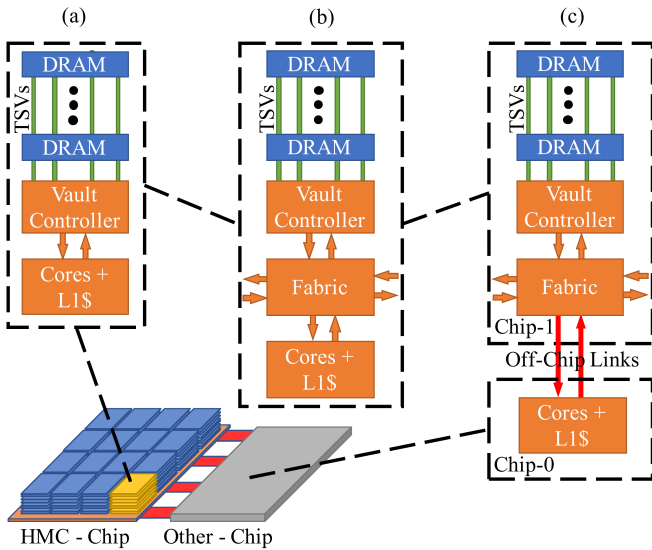 (a)
DRAM
TSVs
DRAM
Vault
Controller
Cores +
L1$
(b)
DRAM
TSVs
DRAM
Vault
Controller
Fabric
Cores +
L1$
(c)
DRAM
TSVs
DRAM
Vault
Controller
Fabric
Chip-1
Off-Chip Links
Cores +
L1$
Chip-0
HMC - Chip
Other - Chip